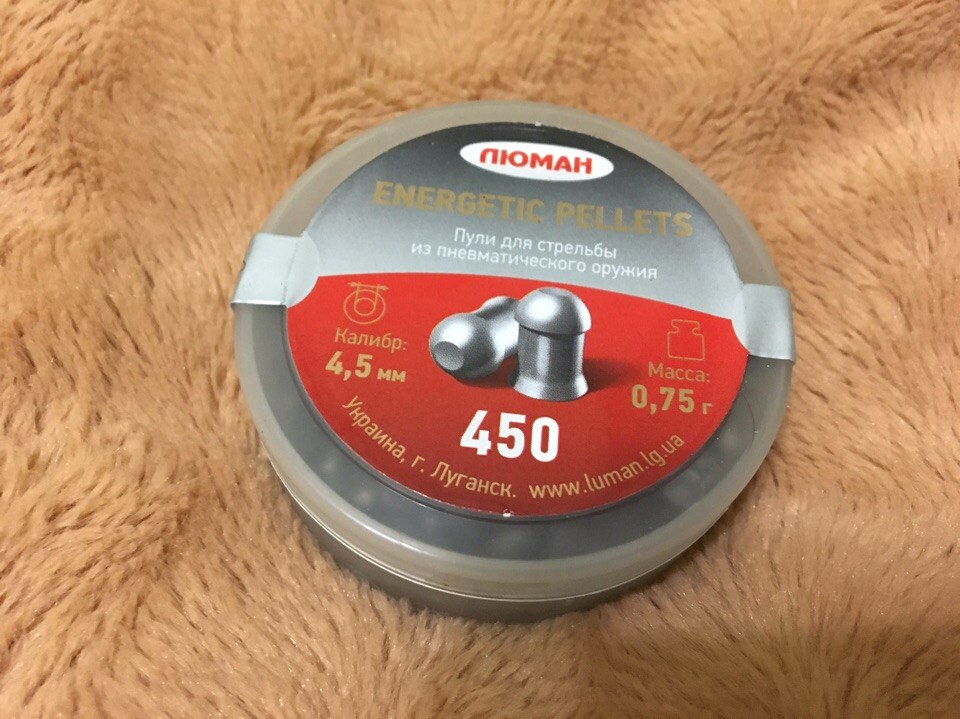 ЛЮМАН
ENERGETIC PELLETS
Пули для стрельбы
из пневматического оружия
Калибр:
4,5 мм
Масса:
0,75 г
450
Украина, г. Луганск. www.luman.lg.ua